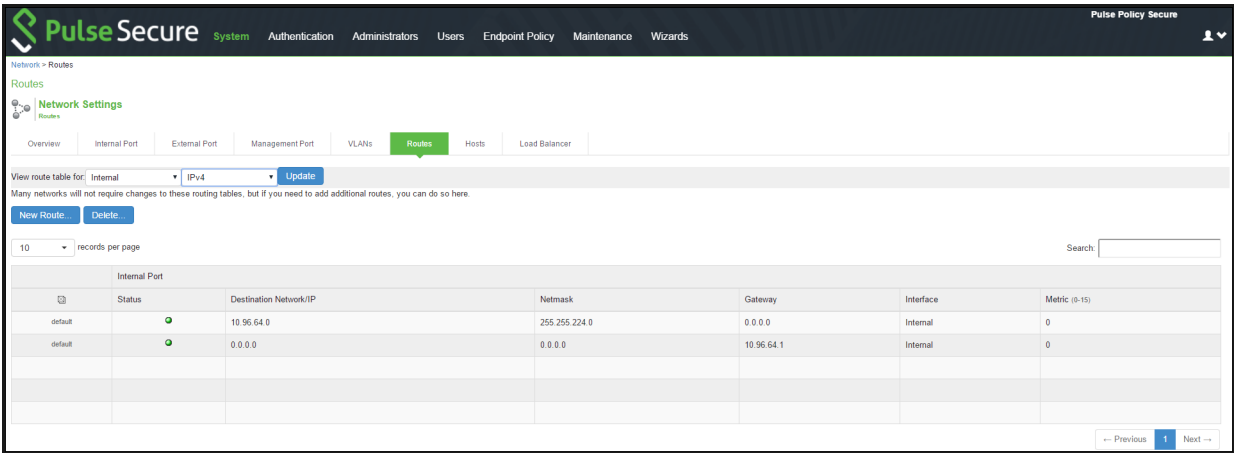 Pulse Policy Secure
Pulse Secure System Authentication Administrators Users Endpoint Policy Maintenance Wizards
Network > Routes
Routes
Network Settings
Routes
Overview Internal Port External Port Management Port VLANs Routes Hosts Load Balancer
View route table for: Internal IPv4 Update
Many networks will not require changes to these routing tables, but if you need to add additional routes, you can do so here.
New Route... Delete...
10 records per page Search:
Internal Port
Status Destination Network/IP Netmask Gateway Interface Metric (0-15)
default 10.96.64.0 255.255.224.0 0.0.0.0 Internal 0
default 0.0.0.0 0.0.0.0 10.96.64.1 Internal 0
← Previous 1 Next →